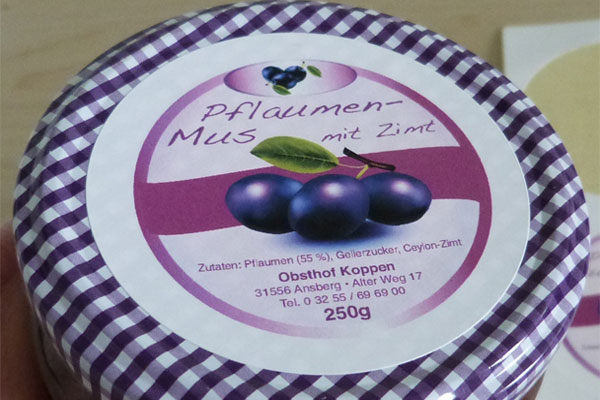 Pflaumen-
Mus mit Zimt
Zutaten: Pflaumen (55 %), Gelierzucker, Ceylon-Zimt
Obsthof Koppen
31556 Ansberg • Alter Weg 17
Tel. 0 32 55 / 69 69 00
250g